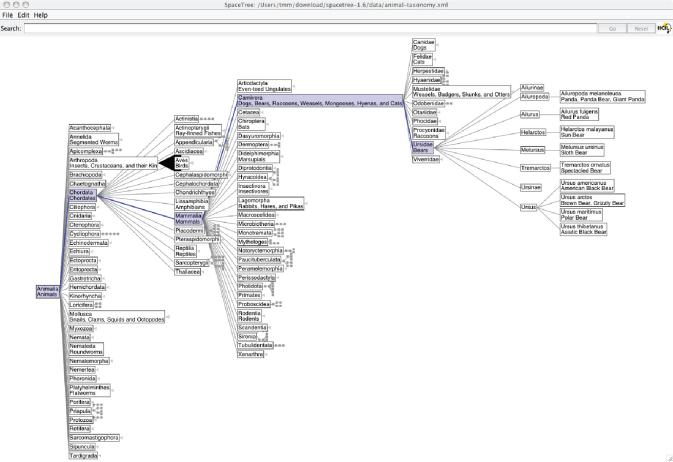 SpaceTree: /Users/tmm/download/spacetree-1.6/data/animal-taxonomy.xml
File Edit Help
Search:
Go
Reset
Animalia
Animals
Acanthocephala
Annelida
Segmented Worms
Apicomplexa
Arthropoda
Insects, Crustaceans, and their Kin
Brachiopoda
Chaetognatha
Chordata
Chordates
Ciliophora
Cnidaria
Ctenophora
Cycliophora
Echinodermata
Echiura
Ectoprocta
Entoprocta
Gastrotricha
Hemichordata
Kinorhyncha
Loricifera
Mollusca
Snails, Clams, Squids and Octopodes
Myxozoa
Nemata
Nematoda
Roundworms
Nematomorpha
Nemertea
Phoronida
Platyhelminthes
Flatworms
Porifera
Priapula
Protozoa
Rotifera
Sarcomastigophora
Sipuncula
Tardigrada
Actinistia
Actinopterygii
Ray-finned Fishes
Appendicularia
Ascidiacea
Aves
Birds
Cephalaspidomorphi
Cephalochordata
Chondrichthyes
Lissamphibia
Amphibians
Mammalia
Mammals
Placodermi
Pteraspidomorphi
Reptilia
Reptiles
Sarcopterygii
Thaliacea
Artiodactyla
Even-toed Ungulates
Carnivora
Dogs, Bears, Raccoons, Weasels, Mongooses, Hyenas, and Cats
Cetacea
Chiroptera
Bats
Dasyuromorphia
Dermoptera
Didelphimorphia
Marsupials
Diprotodontia
Hyracoidea
Insectivora
Insectivores
Lagomorpha
Rabbits, Hares, and Pikas
Macroscelidea
Microbiotheria
Monotremata
Mytheloges
Notoryctemorphia
Paucituberculata
Peramelemorphia
Perissodactyla
Pholidota
Primates
Proboscidea
Rodentia
Rodents
Scandentia
Sirenia
Tubulidentata
Xenarthra
Canidae
Dogs
Felidae
Cats
Herpestidae
Hyaenidae
Mustelidae
Weasels, Badgers, Skunks, and Otters
Odobenidae
Otariidae
Phocidae
Procyonidae
Raccoons
Ursidae
Bears
Viverridae
Ailurinae
Ailuropoda
Ailurus
Helarctos
Melursus
Tremarctos
Ursinae
Ursus
Ailuropoda melanoleuca
Panda, Panda Bear, Giant Panda
Ailurus fulgens
Red Panda
Helarctos malayanus
Sun Bear
Melursus ursinus
Sloth Bear
Tremarctos ornatus
Spectacled Bear
Ursus americanus
American Black Bear
Ursus arctos
Brown Bear, Grizzly Bear
Ursus maritimus
Polar Bear
Ursus thibetanus
Asiatic Black Bear